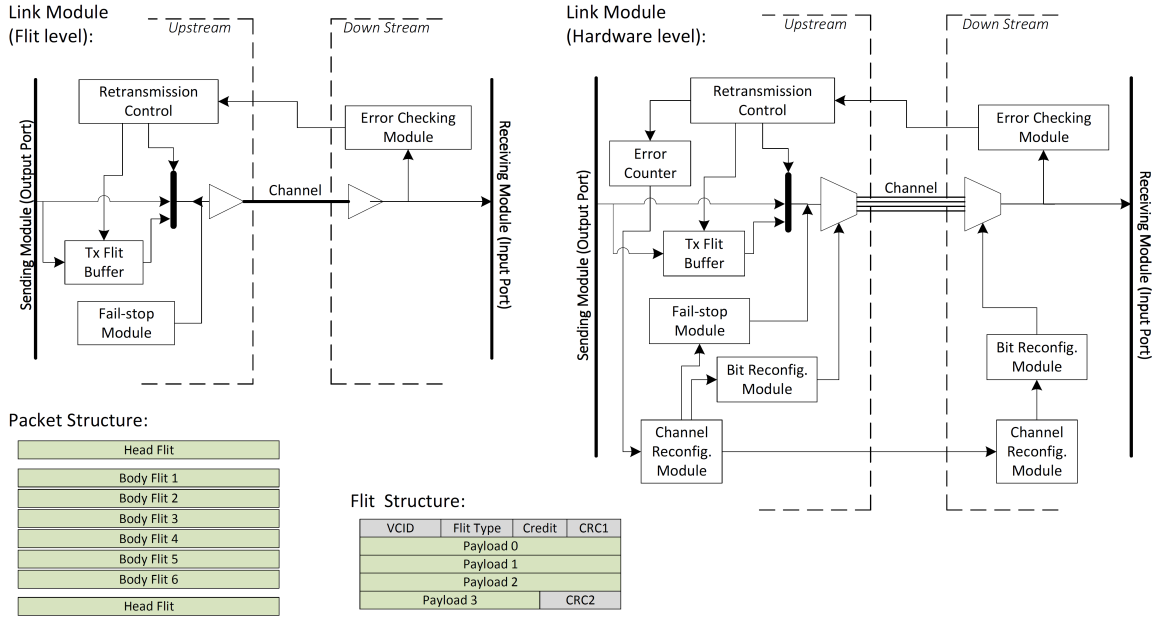 Link Module
(Flit level):
Upstream
Down Stream
Retransmission
Control
Error Checking
Module
Sending Module (Output Port)
Channel
Tx Flit
Buffer
Fail-stop
Module
Receiving Module (Input Port)
Link Module
(Hardware level):
Upstream
Down Stream
Retransmission
Control
Error Checking
Module
Error
Counter
Sending Module (Output Port)
Channel
Tx Flit
Buffer
Fail-stop
Module
Bit Reconfig.
Module
Bit Reconfig.
Module
Channel
Reconfig.
Module
Channel
Reconfig.
Module
Receiving Module (Input Port)
Packet Structure:
Head Flit
Body Flit 1
Body Flit 2
Body Flit 3
Body Flit 4
Body Flit 5
Body Flit 6
Head Flit
Flit Structure:
VCID Flit Type Credit CRC1
Payload 0
Payload 1
Payload 2
Payload 3 CRC2